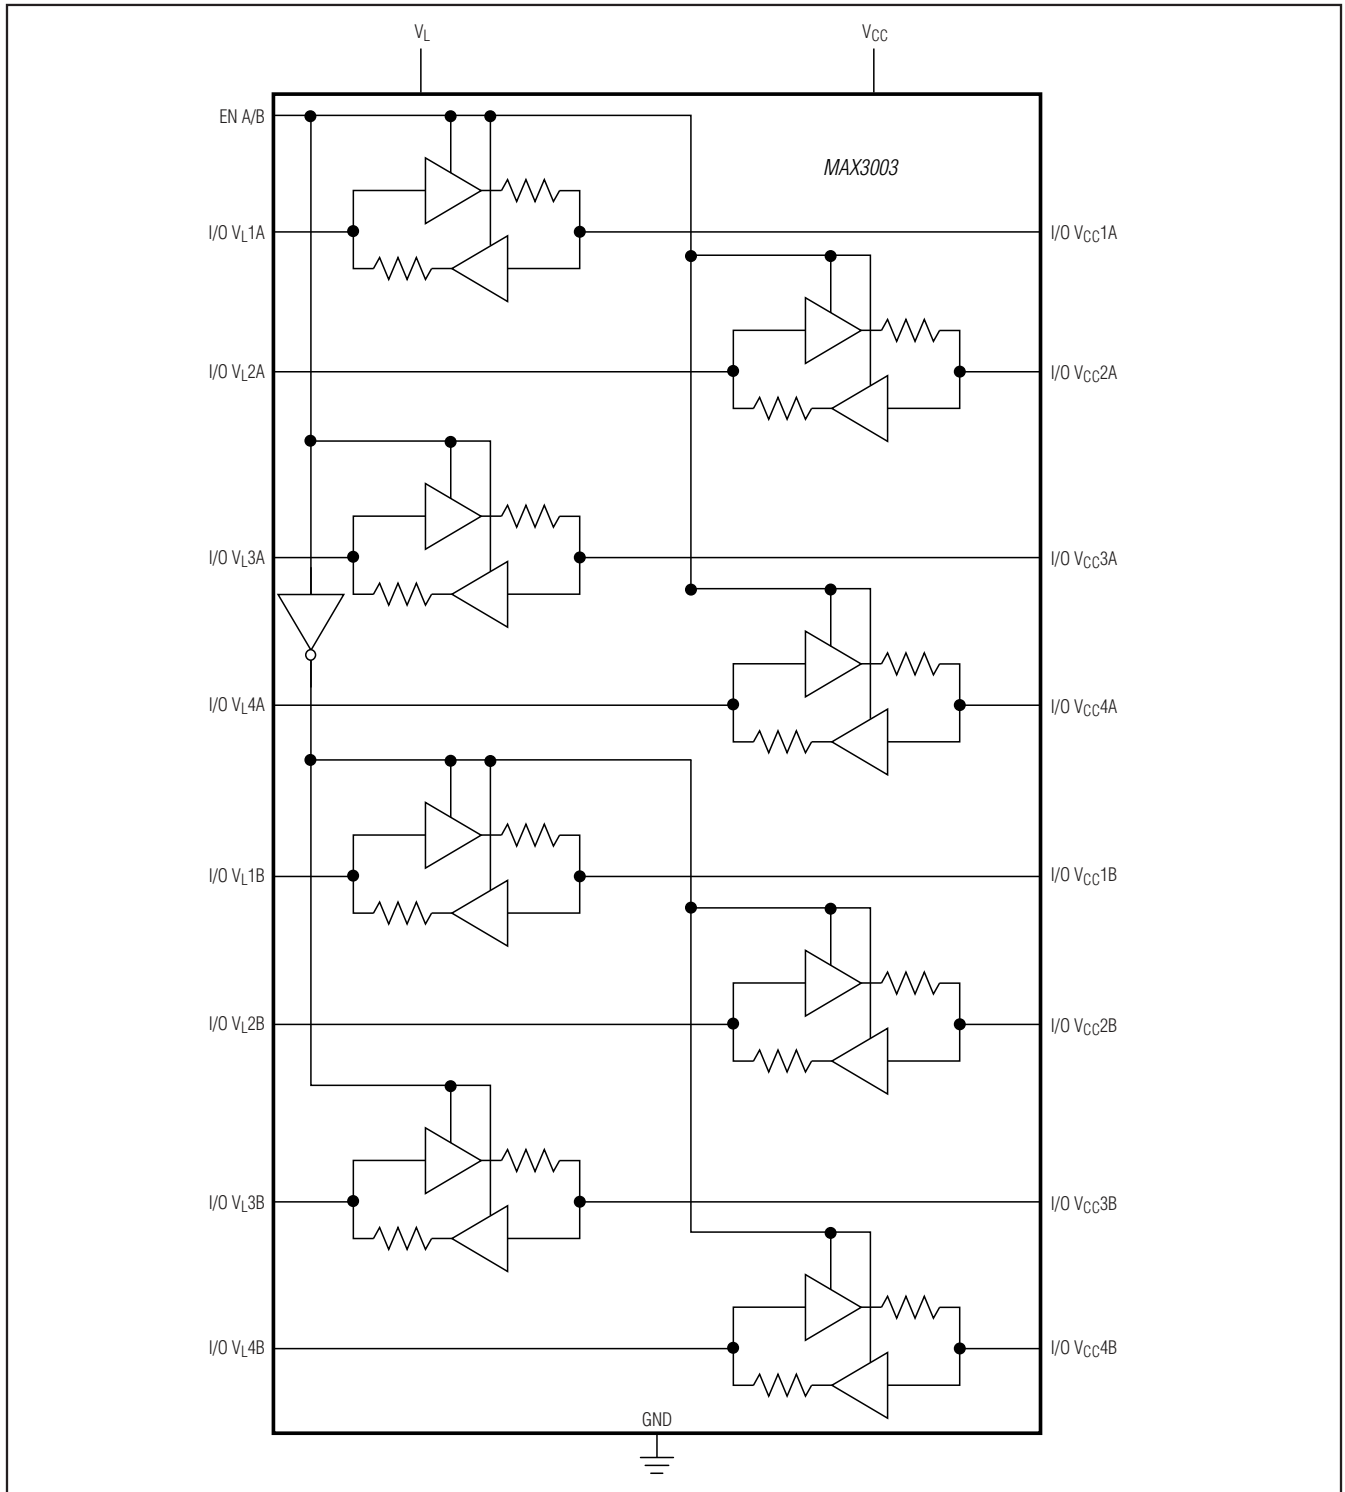 VL VCC
EN A/B
MAX3003
I/O VL1A I/O VCC1A
I/O VL2A I/O VCC2A
I/O VL3A I/O VCC3A
I/O VL4A I/O VCC4A
I/O VL1B I/O VCC1B
I/O VL2B I/O VCC2B
I/O VL3B I/O VCC3B
I/O VL4B I/O VCC4B
GND